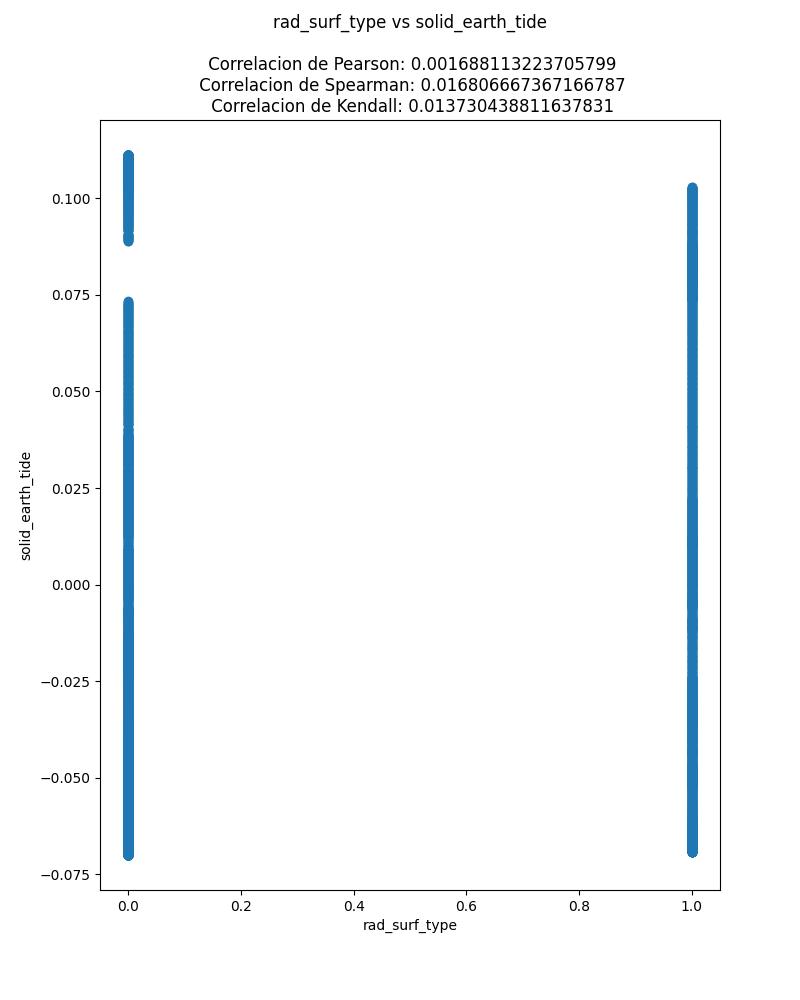 rad_surf_type vs solid_earth_tide
Correlacion de Pearson: 0.001688113223705799
Correlacion de Spearman: 0.016806667367166787
Correlacion de Kendall: 0.013730438811637831
0.100
0.075
0.050
0.025
0.000
−0.025
−0.050
−0.075
solid_earth_tide
0.0 0.2 0.4 0.6 0.8 1.0
rad_surf_type